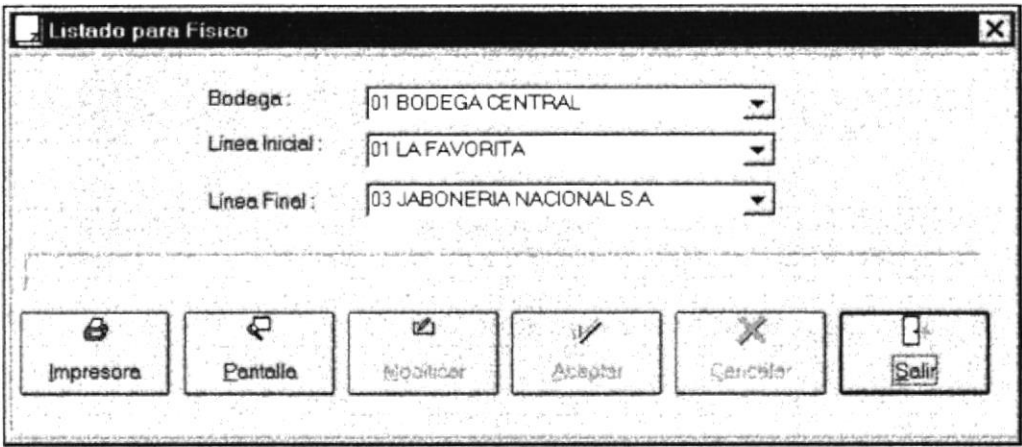 Listado para Físico
Bodega :
01 BODEGA CENTRAL
Línea Inicial :
01 LA FAVORITA
Línea Final :
03 JABONERIA NACIONAL S.A.
Impresora
Pantalla
Modificar
Aceptar
Cancelar
Salir